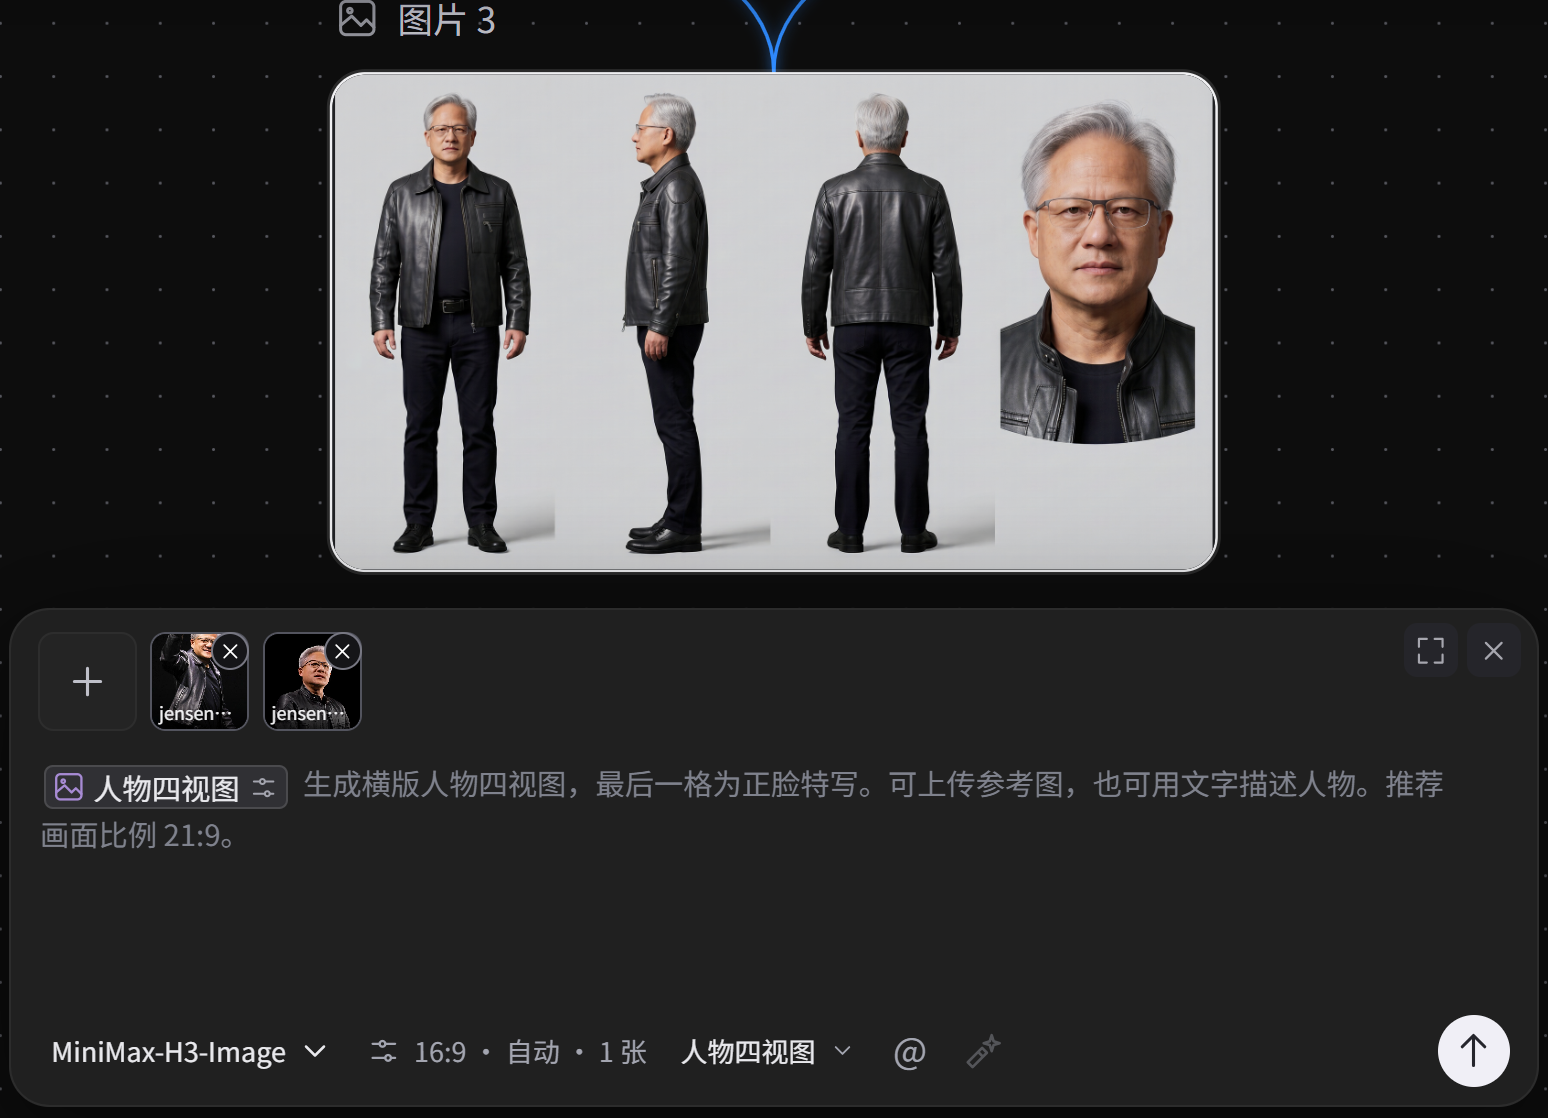 图片 3
jensen···
jensen···
人物四视图 生成横版人物四视图，最后一格为正脸特写。可上传参考图，也可用文字描述人物。推荐
画面比例 21:9。
MiniMax-H3-Image 16:9 · 自动 · 1 张 人物四视图 @